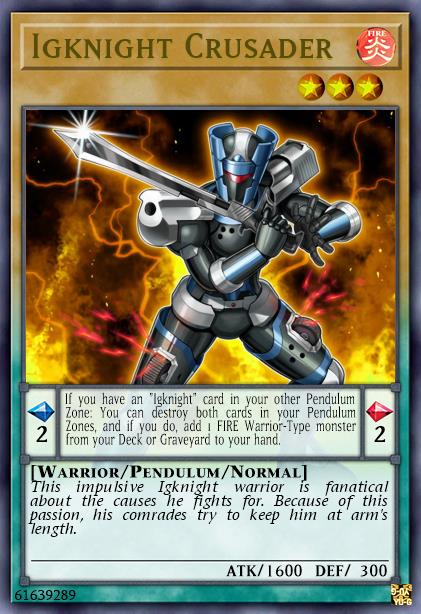 Igknight Crusader
FIRE
炎
If you have an "Igknight" card in your other Pendulum
Zone: You can destroy both cards in your Pendulum
Zones, and if you do, add 1 FIRE Warrior-Type monster
from your Deck or Graveyard to your hand.
2
2
[Warrior/Pendulum/Normal]
This impulsive Igknight warrior is fanatical
about the causes he fights for. Because of this
passion, his comrades try to keep him at arm's
length.
ATK/1600 DEF/ 300
61639289